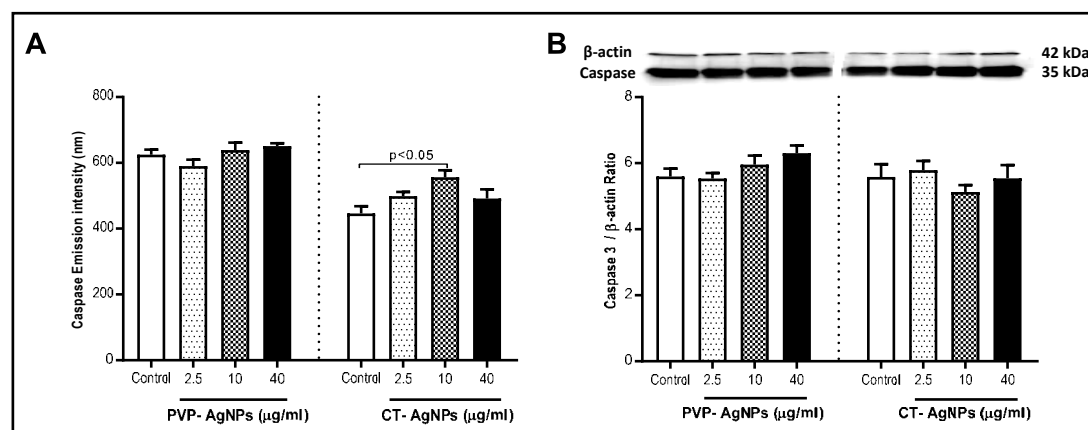 A
Caspase Emission intensity (nm)
800
600
400
200
0
p<0.05
Control 2.5 10 40 Control 2.5 10 40
PVP- AgNPs (μg/ml) CT- AgNPs (μg/ml)
B
β-actin 42 kDa
Caspase 35 kDa
Caspase 3 / β-actin Ratio
8
6
4
2
0
Control 2.5 10 40 Control 2.5 10 40
PVP- AgNPs (μg/ml) CT- AgNPs (μg/ml)